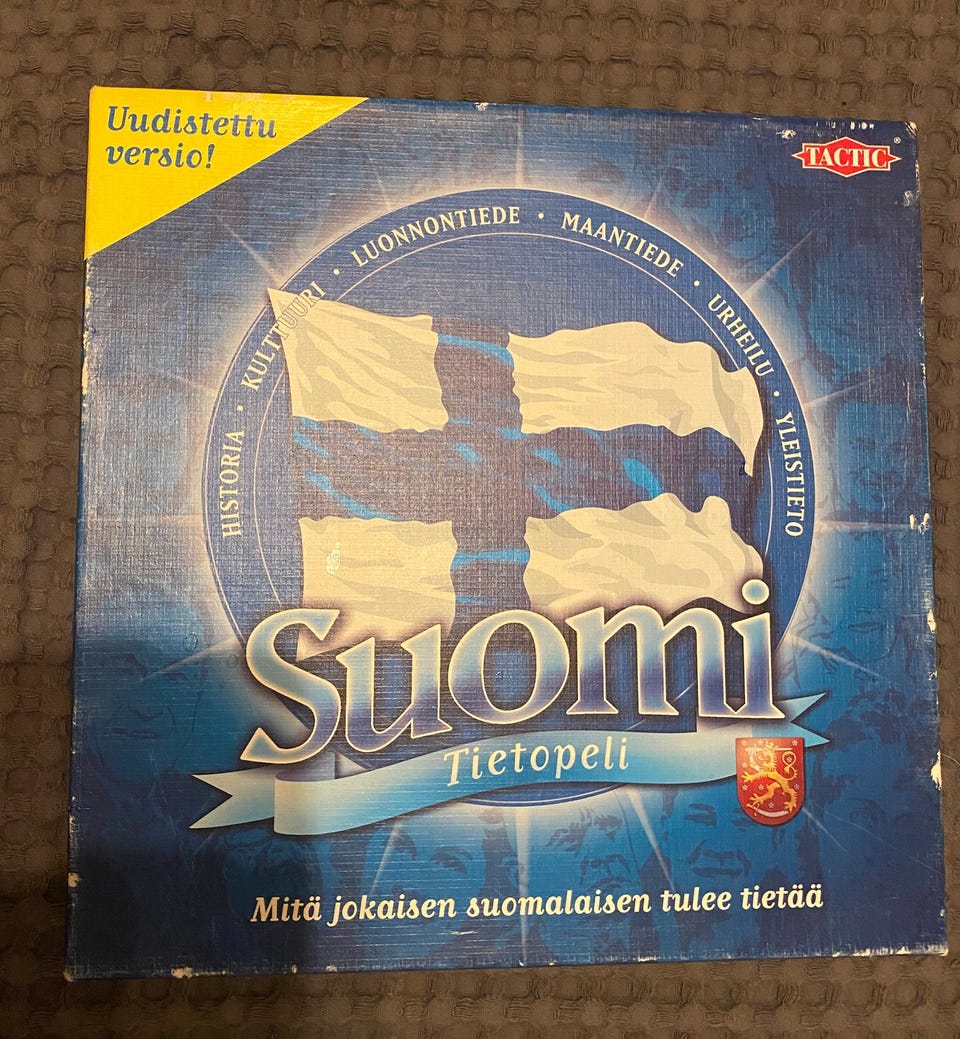 Uudistettu
versio!
TACTIC®
HISTORIA • KULTTUURI • LUONNONTIEDE • MAANTIEDE • URHEILU • YLEISTIETO
Suomi
Tietopeli
Mitä jokaisen suomalaisen tulee tietää